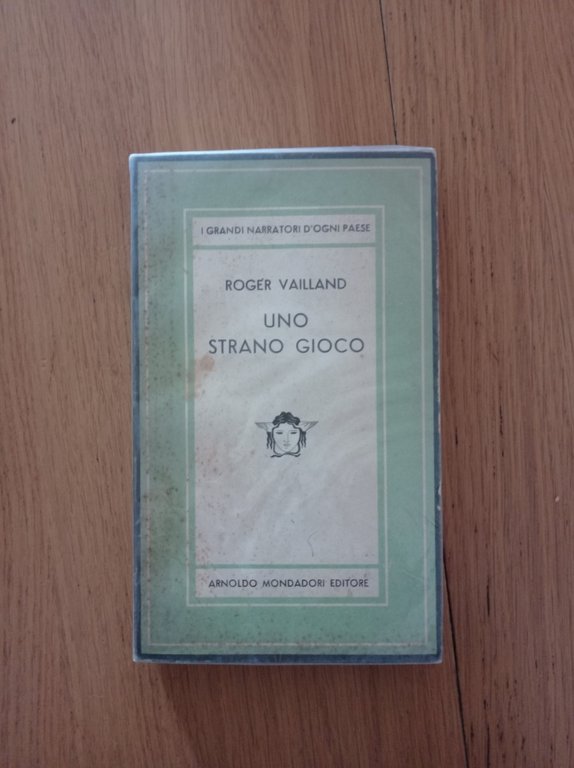 I GRANDI NARRATORI D'OGNI PAESE
ROGER VAILLAND
UNO
STRANO GIOCO
ARNOLDO MONDADORI EDITORE